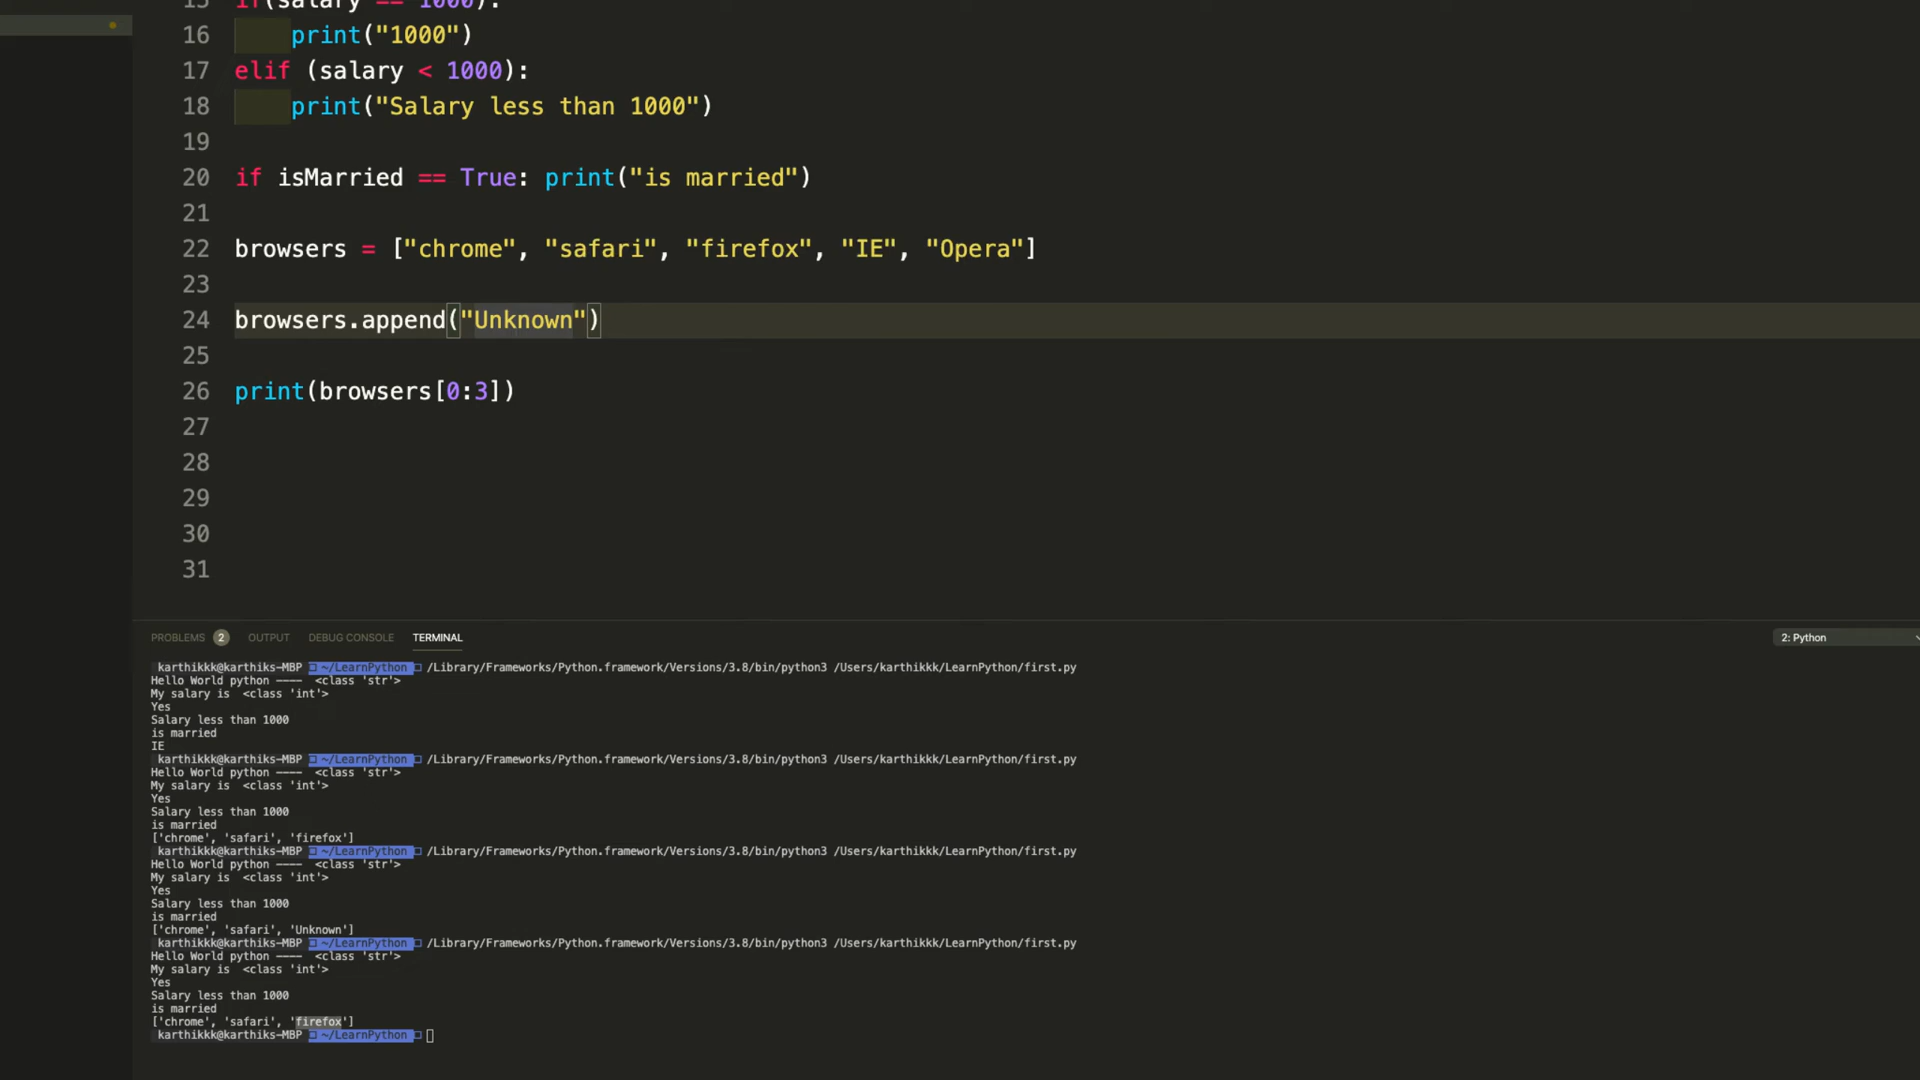 15 if(salary == 1000):
16 print("1000")
17 elif (salary < 1000):
18 print("Salary less than 1000")
19
20 if isMarried == True: print("is married")
21
22 browsers = ["chrome", "safari", "firefox", "IE", "Opera"]
23
24 browsers.append("Unknown")
25
26 print(browsers[0:3])
27
28
29
30
31
PROBLEMS 2 OUTPUT DEBUG CONSOLE TERMINAL 2: Python
karthikkk@karthiks-MBP ~/LearnPython /Library/Frameworks/Python.framework/Versions/3.8/bin/python3 /Users/karthikkk/LearnPython/first.py
Hello World python ---- <class 'str'>
My salary is <class 'int'>
Yes
Salary less than 1000
is married
IE
karthikkk@karthiks-MBP ~/LearnPython /Library/Frameworks/Python.framework/Versions/3.8/bin/python3 /Users/karthikkk/LearnPython/first.py
Hello World python ---- <class 'str'>
My salary is <class 'int'>
Yes
Salary less than 1000
is married
['chrome', 'safari', 'firefox']
karthikkk@karthiks-MBP ~/LearnPython /Library/Frameworks/Python.framework/Versions/3.8/bin/python3 /Users/karthikkk/LearnPython/first.py
Hello World python ---- <class 'str'>
My salary is <class 'int'>
Yes
Salary less than 1000
is married
['chrome', 'safari', 'Unknown']
karthikkk@karthiks-MBP ~/LearnPython /Library/Frameworks/Python.framework/Versions/3.8/bin/python3 /Users/karthikkk/LearnPython/first.py
Hello World python ---- <class 'str'>
My salary is <class 'int'>
Yes
Salary less than 1000
is married
['chrome', 'safari', 'firefox']
karthikkk@karthiks-MBP ~/LearnPython